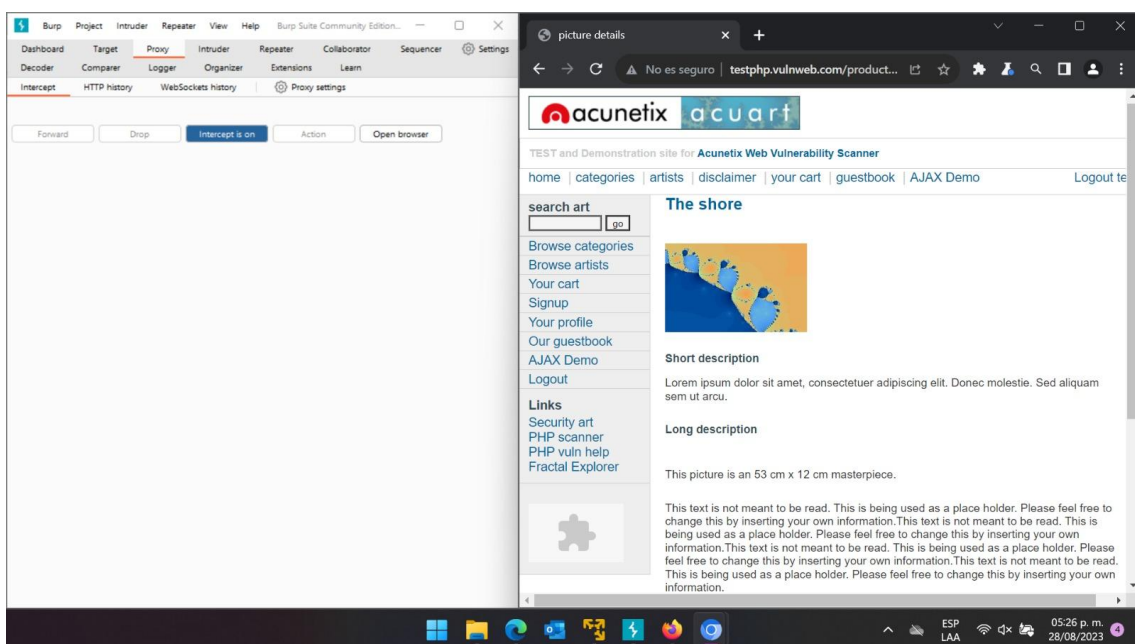 Burp Project Intruder Repeater View Help Burp Suite Community Edition...
Dashboard Target Proxy Intruder Repeater Collaborator Sequencer Settings
Decoder Comparer Logger Organizer Extensions Learn
Intercept HTTP history WebSockets history Proxy settings
Forward Drop Intercept is on Action Open browser
picture details
No es seguro testphp.vulnweb.com/product...
acunetix acuart
TEST and Demonstration site for Acunetix Web Vulnerability Scanner
home | categories | artists | disclaimer | your cart | guestbook | AJAX Demo Logout te
search art
go
Browse categories
Browse artists
Your cart
Signup
Your profile
Our guestbook
AJAX Demo
Logout
Links
Security art
PHP scanner
PHP vuln help
Fractal Explorer
The shore
Short description
Lorem ipsum dolor sit amet, consectetuer adipiscing elit. Donec molestie. Sed aliquam
sem ut arcu.
Long description
This picture is an 53 cm x 12 cm masterpiece.
This text is not meant to be read. This is being used as a place holder. Please feel free to
change this by inserting your own information.This text is not meant to be read. This is
being used as a place holder. Please feel free to change this by inserting your own
information.This text is not meant to be read. This is being used as a place holder. Please
feel free to change this by inserting your own information.This text is not meant to be read.
This is being used as a place holder. Please feel free to change this by inserting your own
information.
ESP
LAA
05:26 p. m.
28/08/2023
4